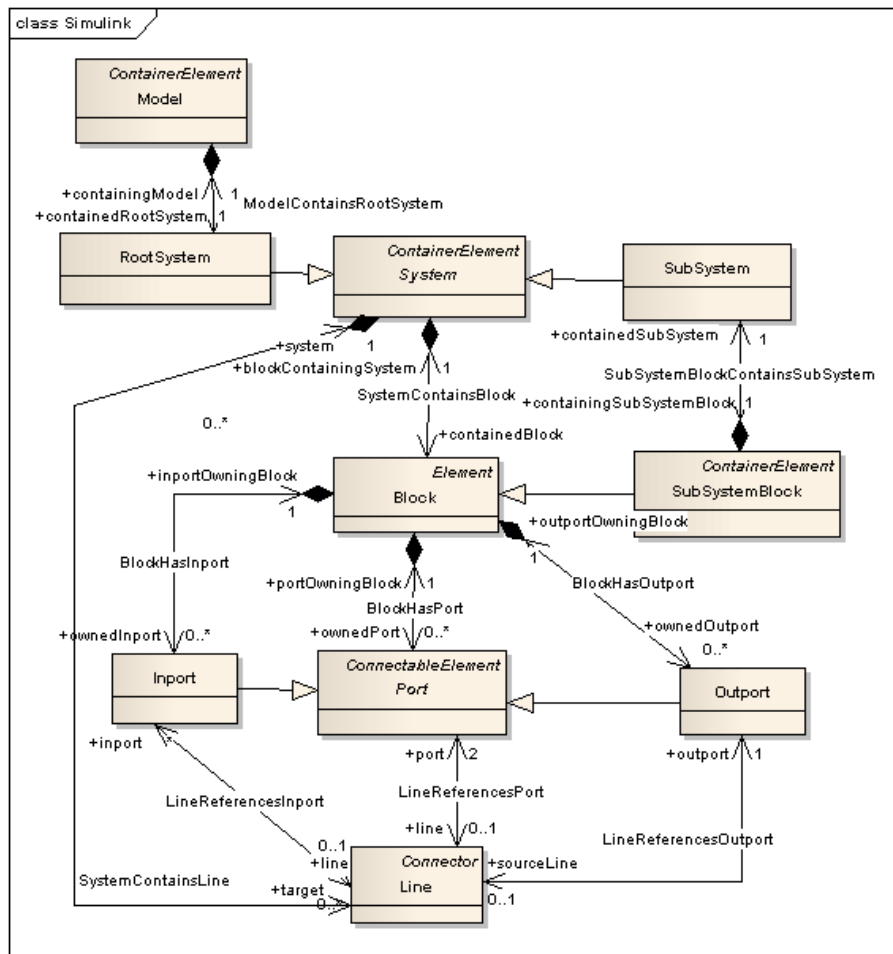 class Simulink
ContainerElement
Model
+containingModel 1
ModelContainsRootSystem
+containedRootSystem 1
RootSystem
ContainerElement
System
SubSystem
+system 1
+blockContainingSystem 1
+containedSubSystem 1
SubSystemBlockContainsSubSystem
SystemContainsBlock
+containingSubSystemBlock 1
0..*
+containedBlock
+inportOwningBlock
1
Element
Block
ContainerElement
SubSystemBlock
+outportOwningBlock
1
BlockHasInport
+portOwningBlock 1
BlockHasOutport
BlockHasPort
+ownedInport 0..*
+ownedPort 0..*
+ownedOutport
0..*
Inport
ConnectableElement
Port
Outport
+inport *
+port 2
+outport 1
LineReferencesInport
LineReferencesPort
LineReferencesOutport
0..1
+line
+line 0..1
SystemContainsLine
+target
0..*
Connector
Line
+sourceLine
0..1